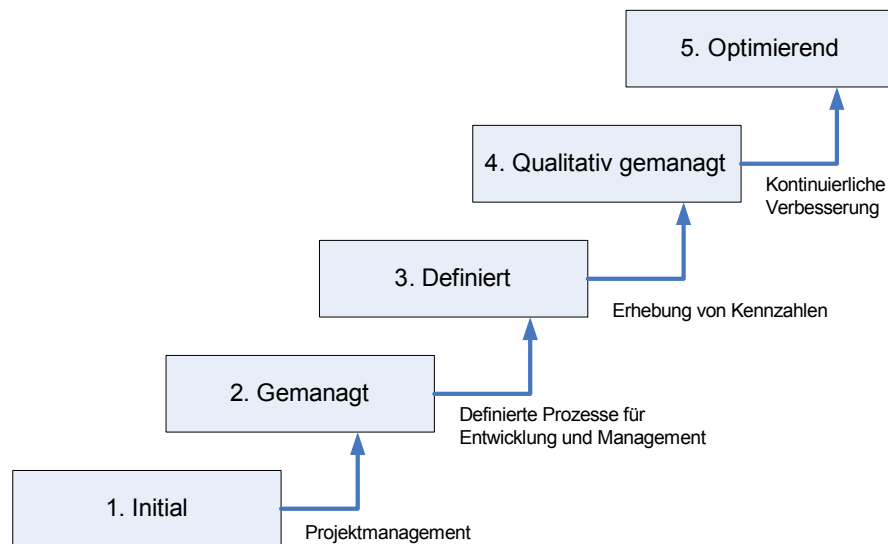 5. Optimierend
4. Qualitativ gemanagt
Kontinuierliche
Verbesserung
3. Definiert
Erhebung von Kennzahlen
2. Gemanagt
Definierte Prozesse für
Entwicklung und Management
1. Initial
Projektmanagement